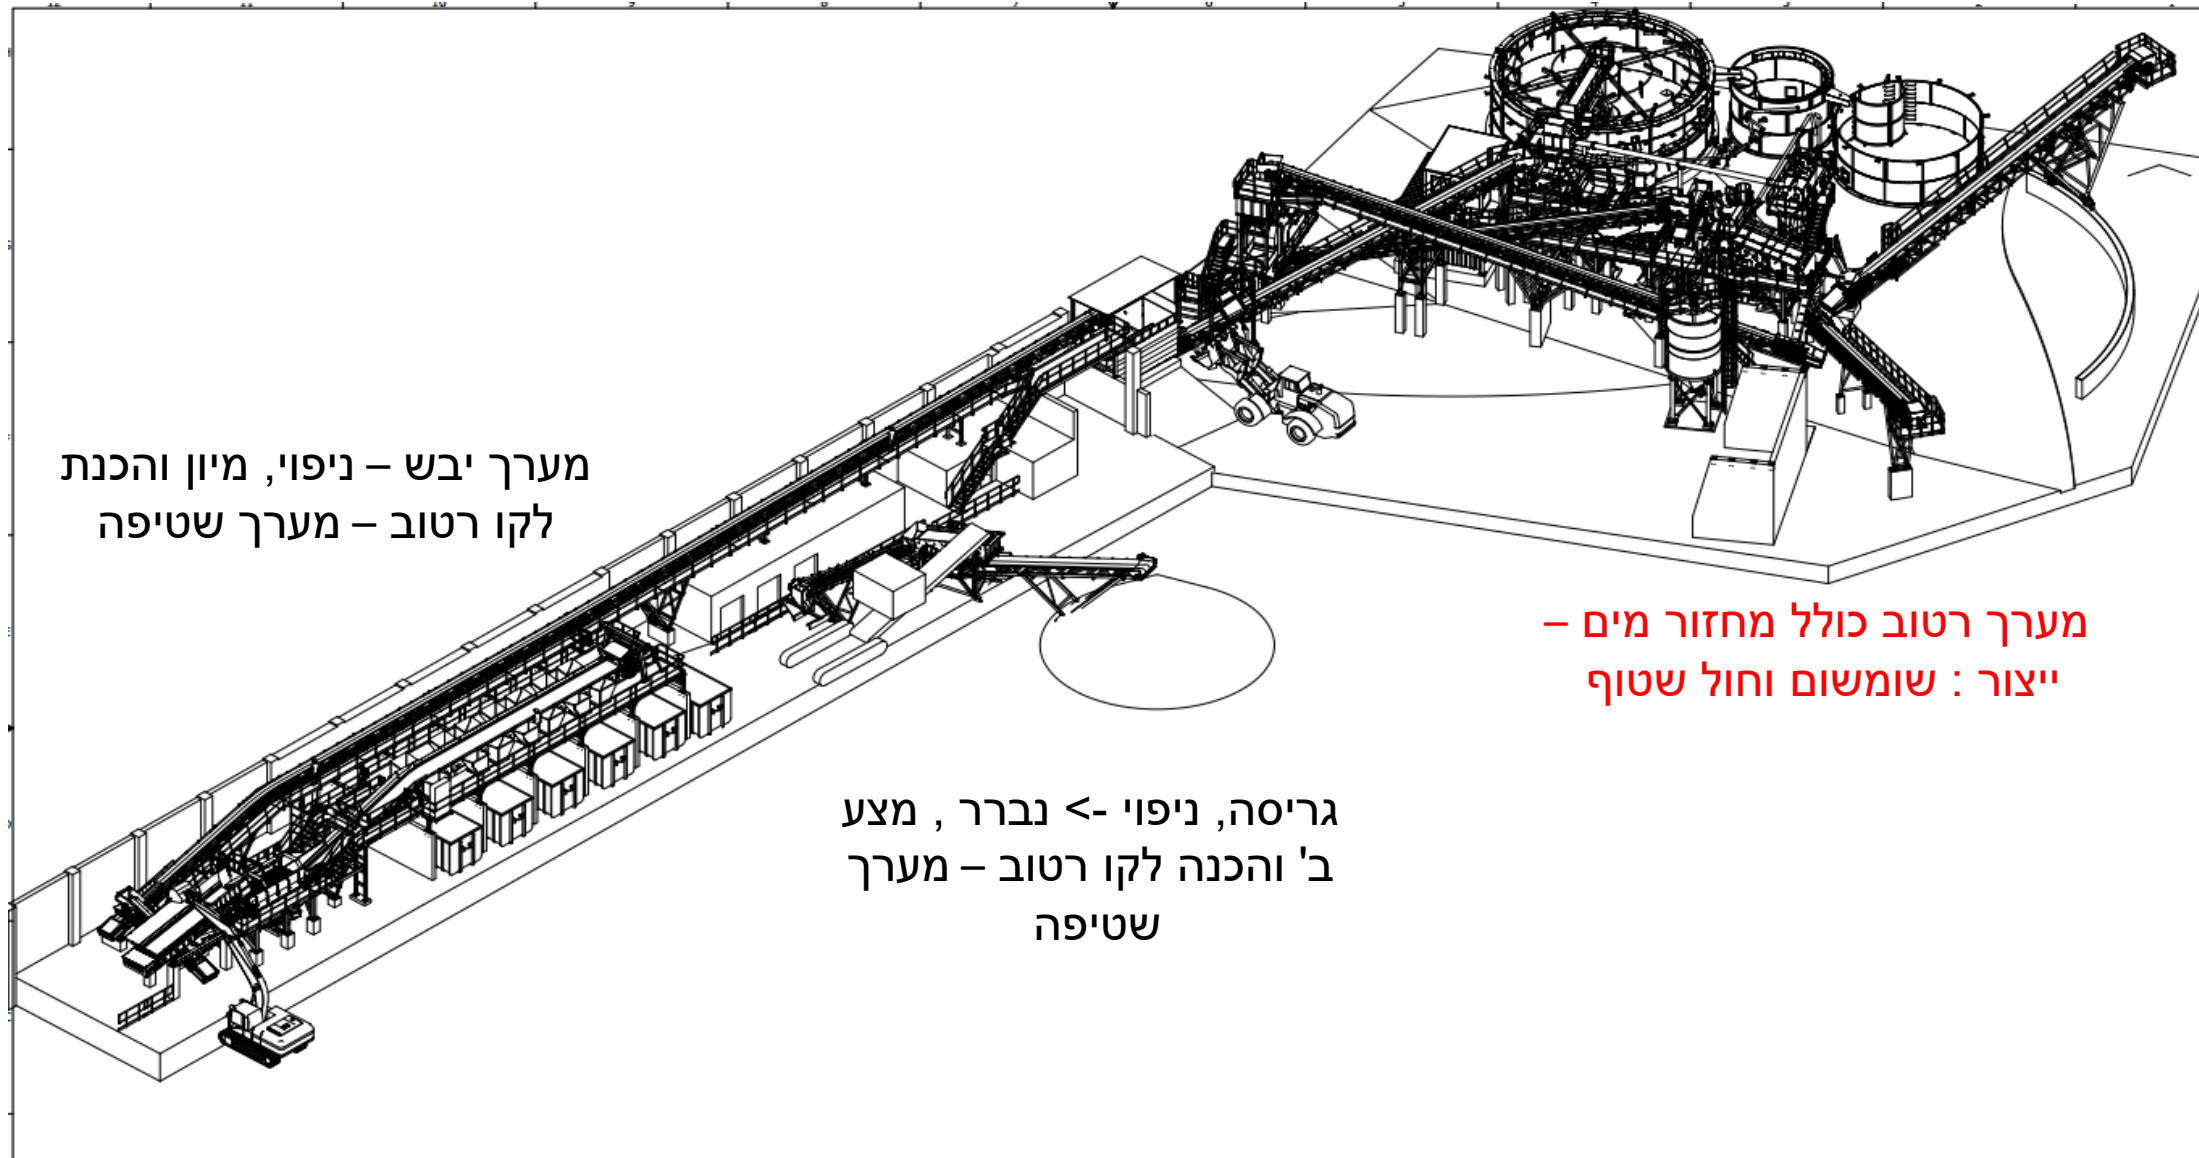 מערך יבש – ניפוי, מיון והכנת
לקו רטוב – מערך שטיפה
מערך רטוב כולל מחזור מים –
ייצור : שומשום וחול שטוף
גריסה, ניפוי -> נברר , מצע
ב' והכנה לקו רטוב – מערך
שטיפה